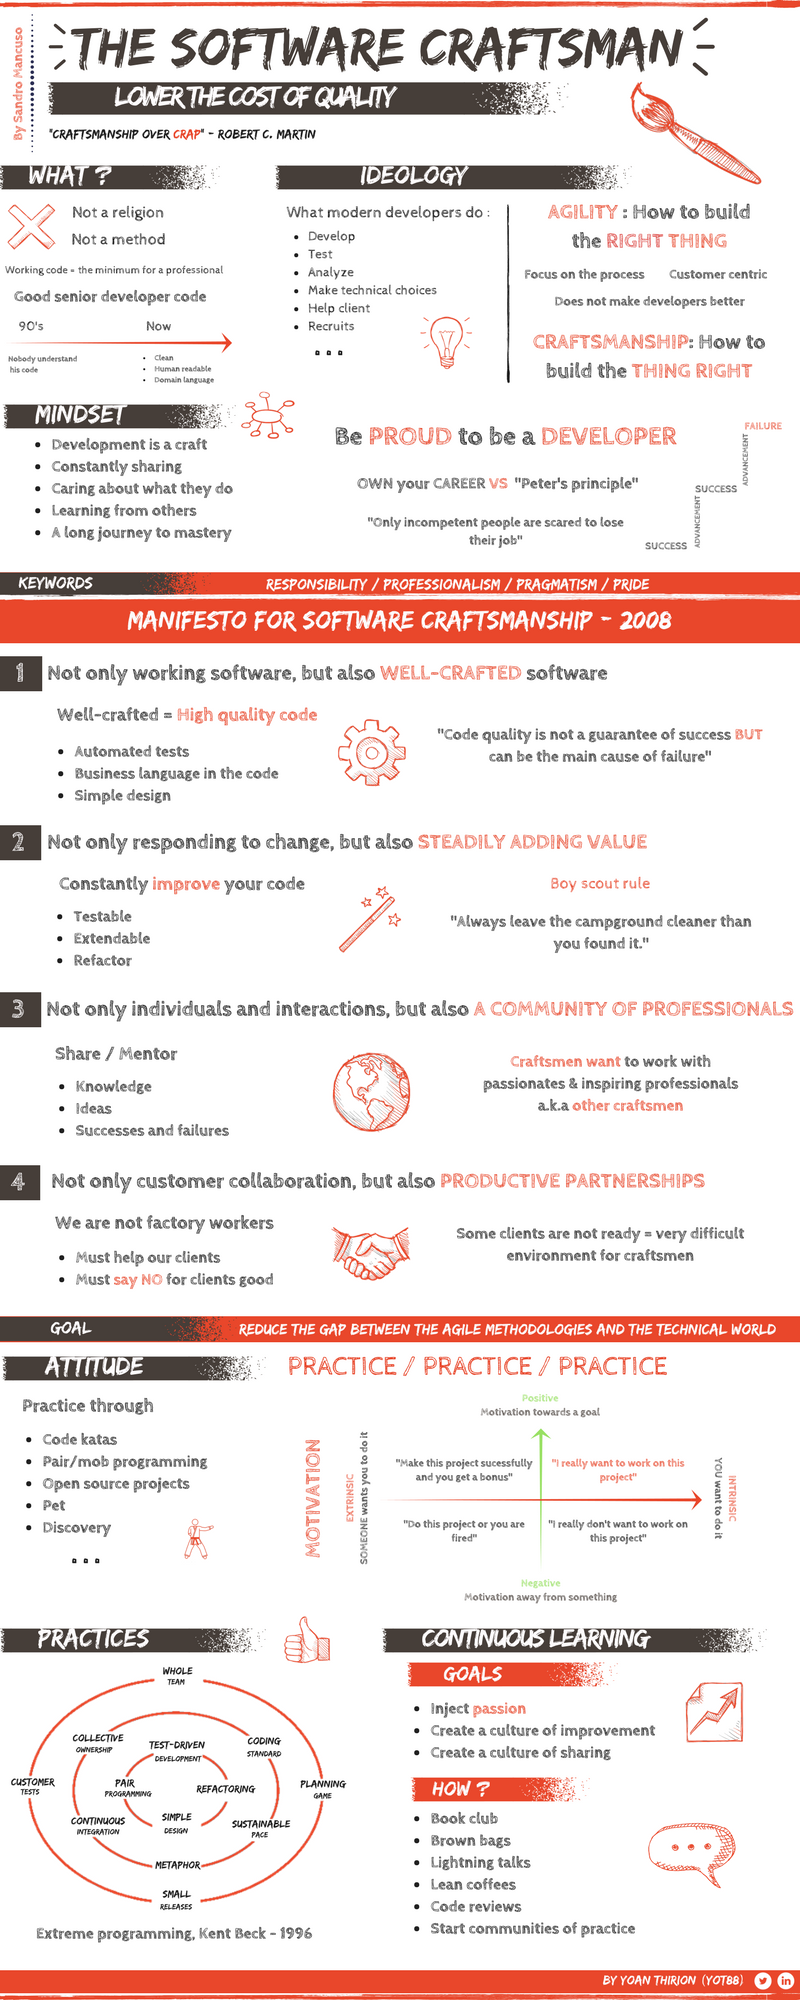 By Sandro Mancuso
THE SOFTWARE CRAFTSMAN
LOWER THE COST OF QUALITY
"CRAFTSMANSHIP OVER CRAP" - ROBERT C. MARTIN
WHAT ?
Not a religion
Not a method
Working code = the minimum for a professional
Good senior developer code
90's
Now
Nobody understand
his code
Clean
Human readable
Domain language
IDEOLOGY
What modern developers do :
Develop
Test
Analyze
Make technical choices
Help client
Recruits
...
AGILITY : How to build
the RIGHT THING
Focus on the process
Customer centric
Does not make developers better
CRAFTSMANSHIP: How to
build the THING RIGHT
MINDSET
Development is a craft
Constantly sharing
Caring about what they do
Learning from others
A long journey to mastery
Be PROUD to be a DEVELOPER
OWN your CAREER VS "Peter's principle"
"Only incompetent people are scared to lose
their job"
FAILURE
ADVANCEMENT
SUCCESS
ADVANCEMENT
SUCCESS
KEYWORDS
RESPONSIBILITY / PROFESSIONALISM / PRAGMATISM / PRIDE
MANIFESTO FOR SOFTWARE CRAFTSMANSHIP - 2008
1 Not only working software, but also WELL-CRAFTED software
Well-crafted = High quality code
Automated tests
Business language in the code
Simple design
"Code quality is not a guarantee of success BUT
can be the main cause of failure"
2 Not only responding to change, but also STEADILY ADDING VALUE
Constantly improve your code
Testable
Extendable
Refactor
Boy scout rule
"Always leave the campground cleaner than
you found it."
3 Not only individuals and interactions, but also A COMMUNITY OF PROFESSIONALS
Share / Mentor
Knowledge
Ideas
Successes and failures
Craftsmen want to work with
passionates & inspiring professionals
a.k.a other craftsmen
4 Not only customer collaboration, but also PRODUCTIVE PARTNERSHIPS
We are not factory workers
Must help our clients
Must say NO for clients good
Some clients are not ready = very difficult
environment for craftsmen
GOAL
REDUCE THE GAP BETWEEN THE AGILE METHODOLOGIES AND THE TECHNICAL WORLD
ATTITUDE
PRACTICE / PRACTICE / PRACTICE
Practice through
Code katas
Pair/mob programming
Open source projects
Pet
Discovery
...
MOTIVATION
EXTRINSIC
SOMEONE wants you to do it
Positive
Motivation towards a goal
"Make this project sucessfully
and you get a bonus"
"I really want to work on this
project"
"Do this project or you are
fired"
"I really don't want to work on
this project"
Negative
Motivation away from something
INTRINSIC
YOU want to do it
PRACTICES
WHOLE
TEAM
COLLECTIVE
OWNERSHIP
TEST-DRIVEN
DEVELOPMENT
CODING
STANDARD
CUSTOMER
TESTS
PAIR
PROGRAMMING
REFACTORING
PLANNING
GAME
CONTINUOUS
INTEGRATION
SIMPLE
DESIGN
SUSTAINABLE
PACE
METAPHOR
SMALL
RELEASES
Extreme programming, Kent Beck - 1996
CONTINUOUS LEARNING
GOALS
Inject passion
Create a culture of improvement
Create a culture of sharing
HOW ?
Book club
Brown bags
Lightning talks
Lean coffees
Code reviews
Start communities of practice
BY YOAN THIRION (YOT88)
in